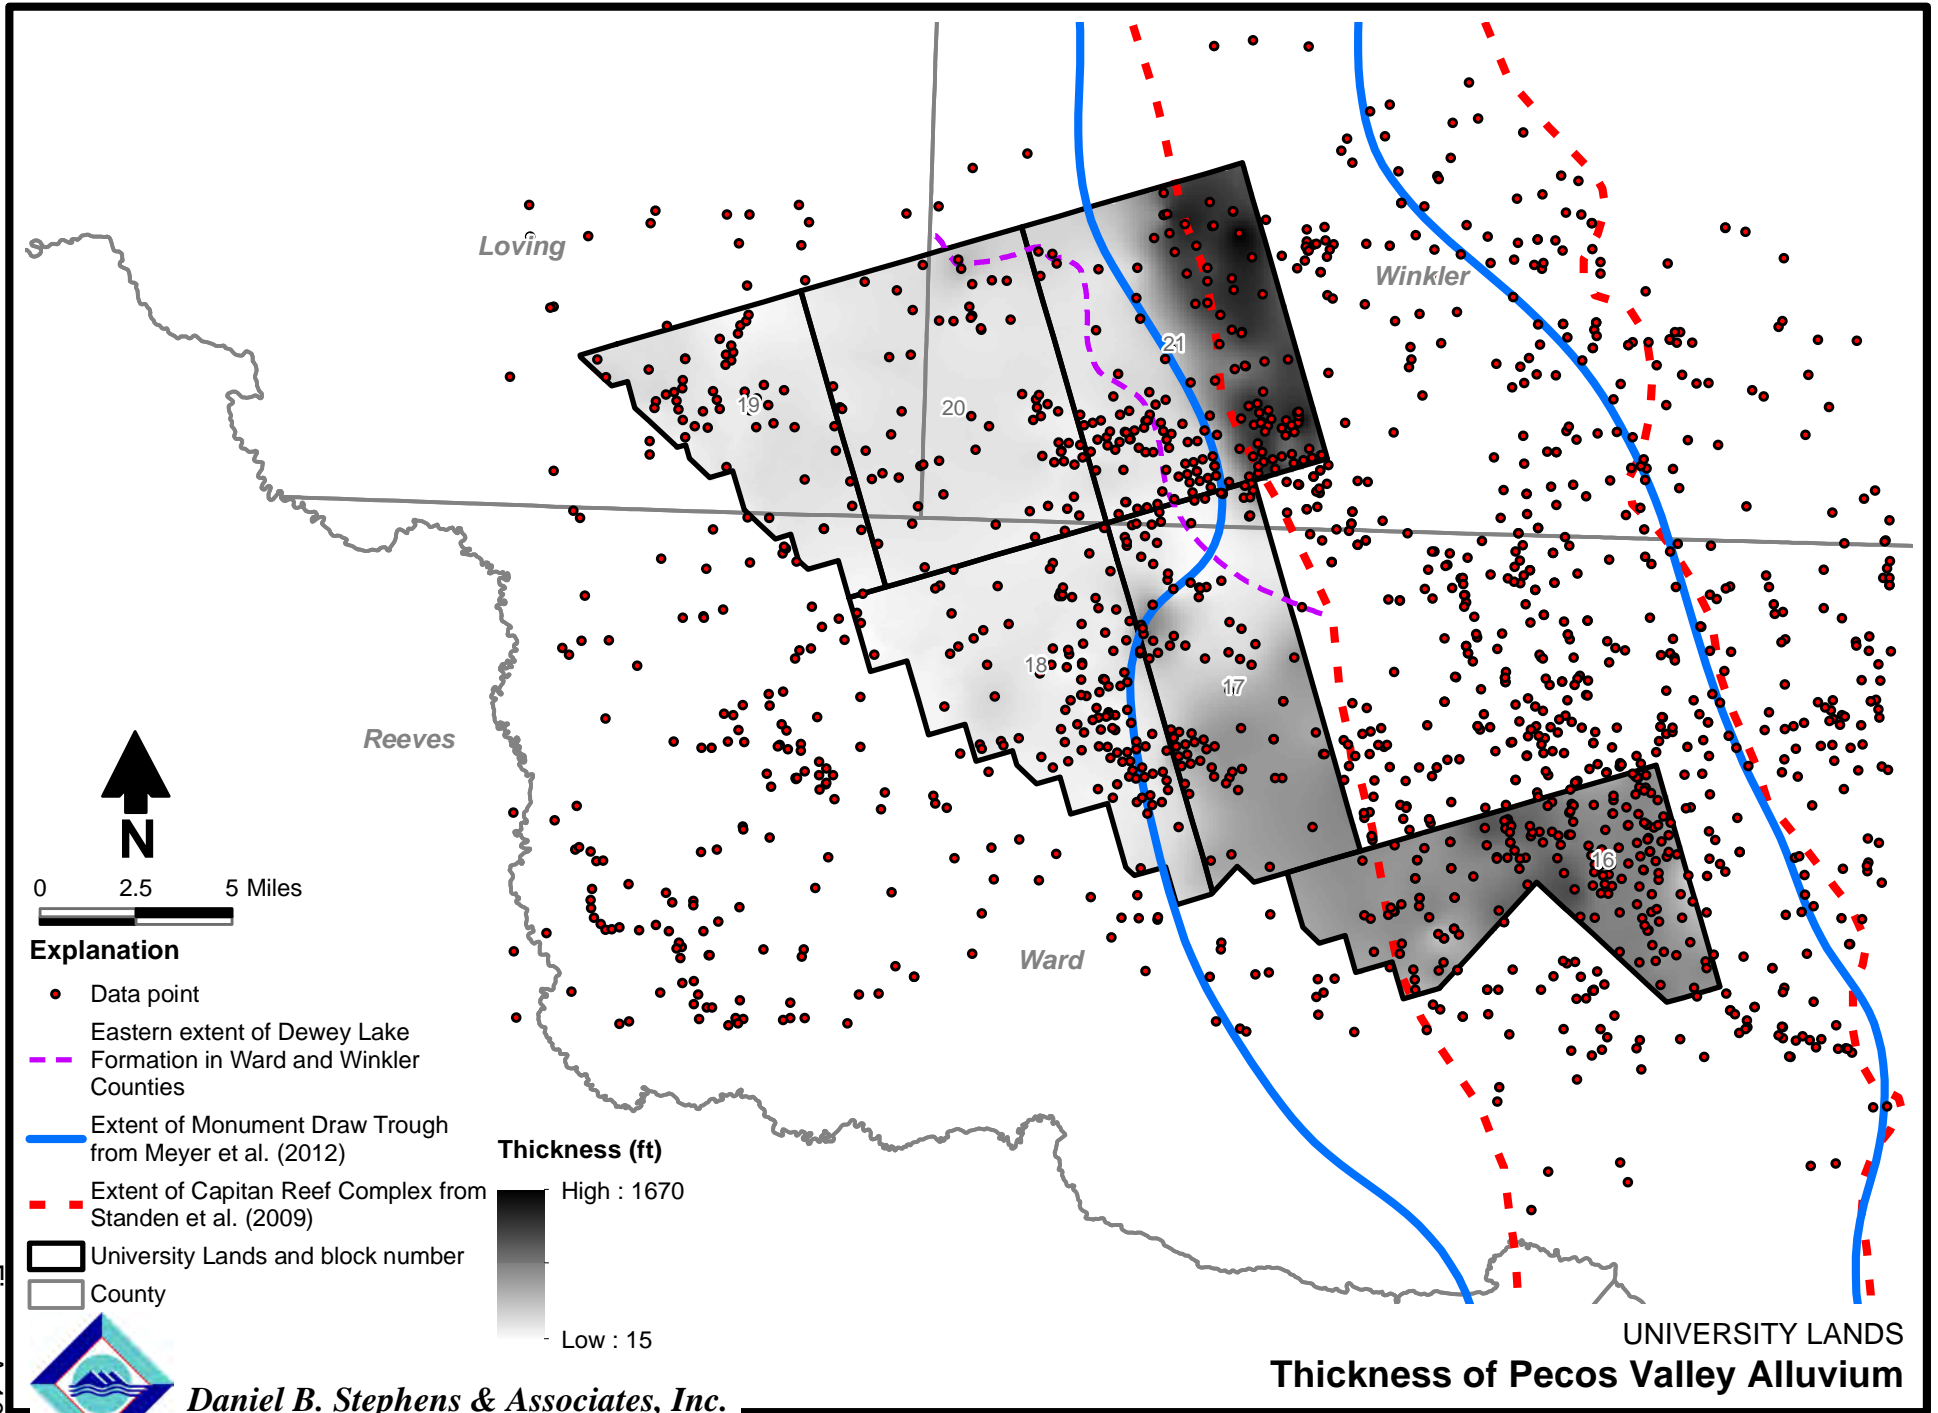 Loving
Winkler
21
19
20
18
17
Reeves
16
Ward
N
0 2.5 5 Miles
Explanation
Data point
Eastern extent of Dewey Lake
Formation in Ward and Winkler
Counties
Extent of Monument Draw Trough
from Meyer et al. (2012)
Extent of Capitan Reef Complex from
Standen et al. (2009)
University Lands and block number
County
Thickness (ft)
High : 1670
Low : 15
UNIVERSITY LANDS
Thickness of Pecos Valley Alluvium
Daniel B. Stephens & Associates, Inc.